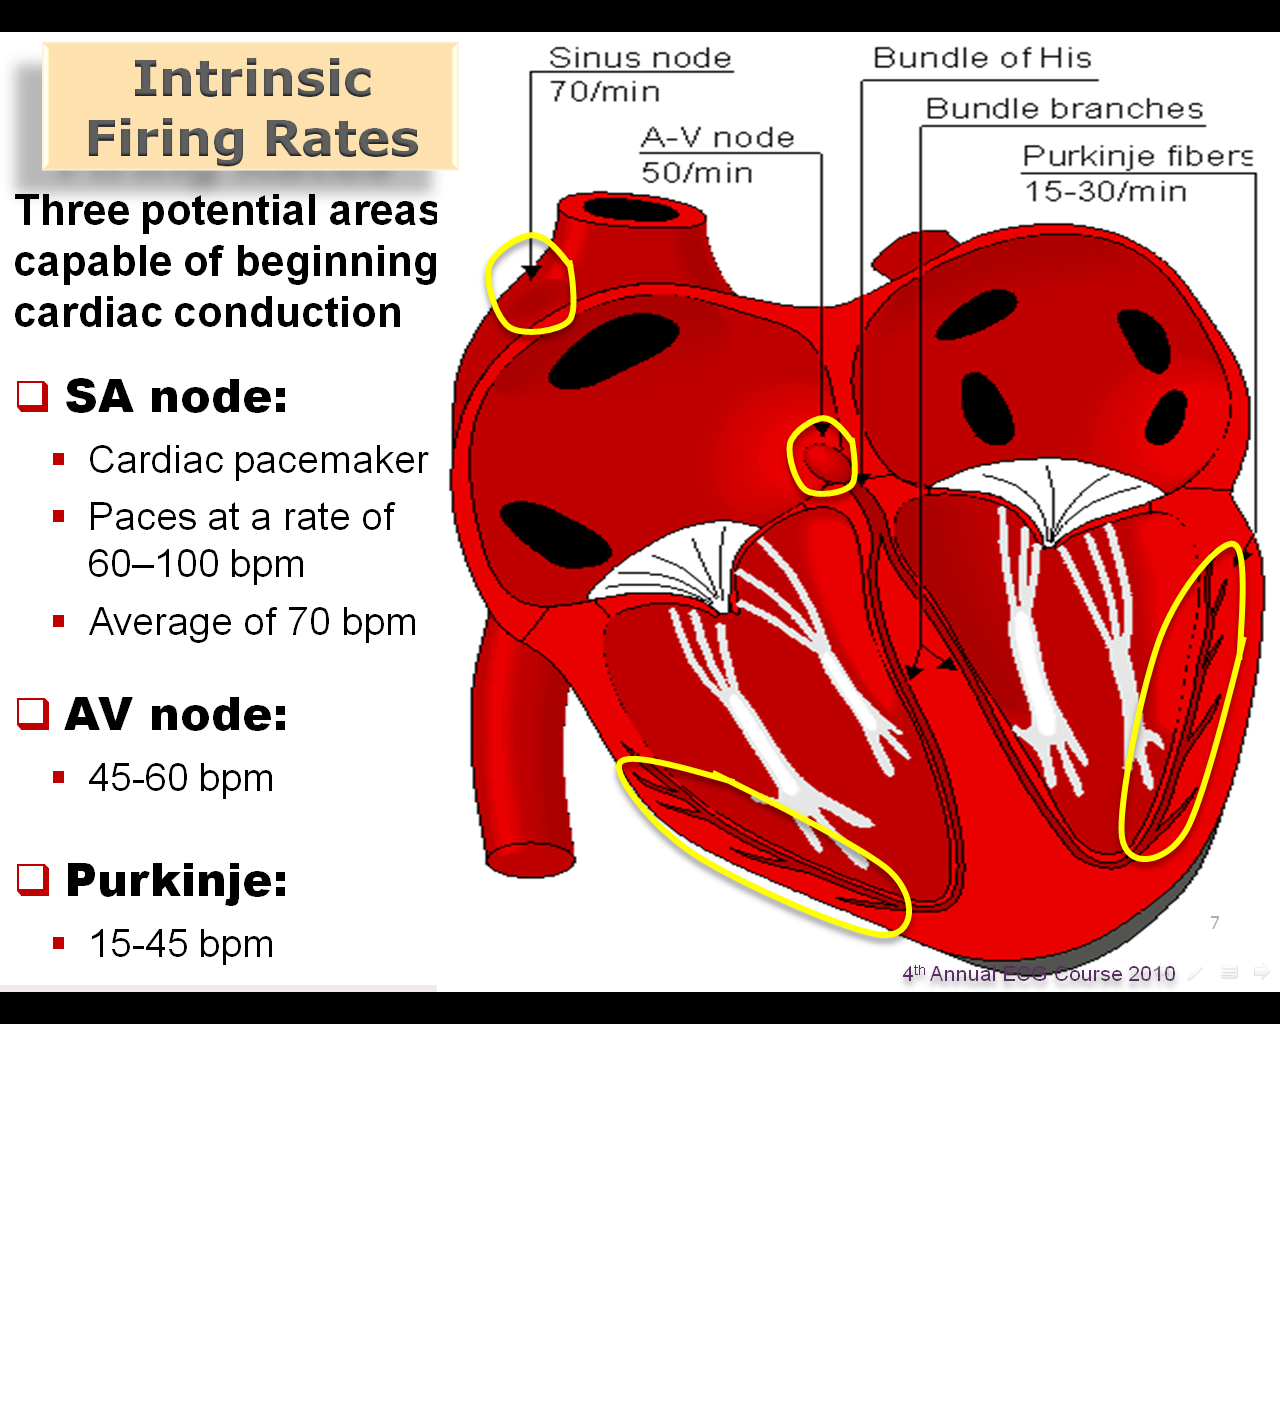 Intrinsic
Firing Rates
Three potential areas
capable of beginning
cardiac conduction
SA node:
Cardiac pacemaker
Paces at a rate of
60–100 bpm
Average of 70 bpm
AV node:
45-60 bpm
Purkinje:
15-45 bpm
Sinus node
70/min
A-V node
50/min
Bundle of His
Bundle branches
Purkinje fibers
15-30/min
7
4th Annual ECG Course 2010